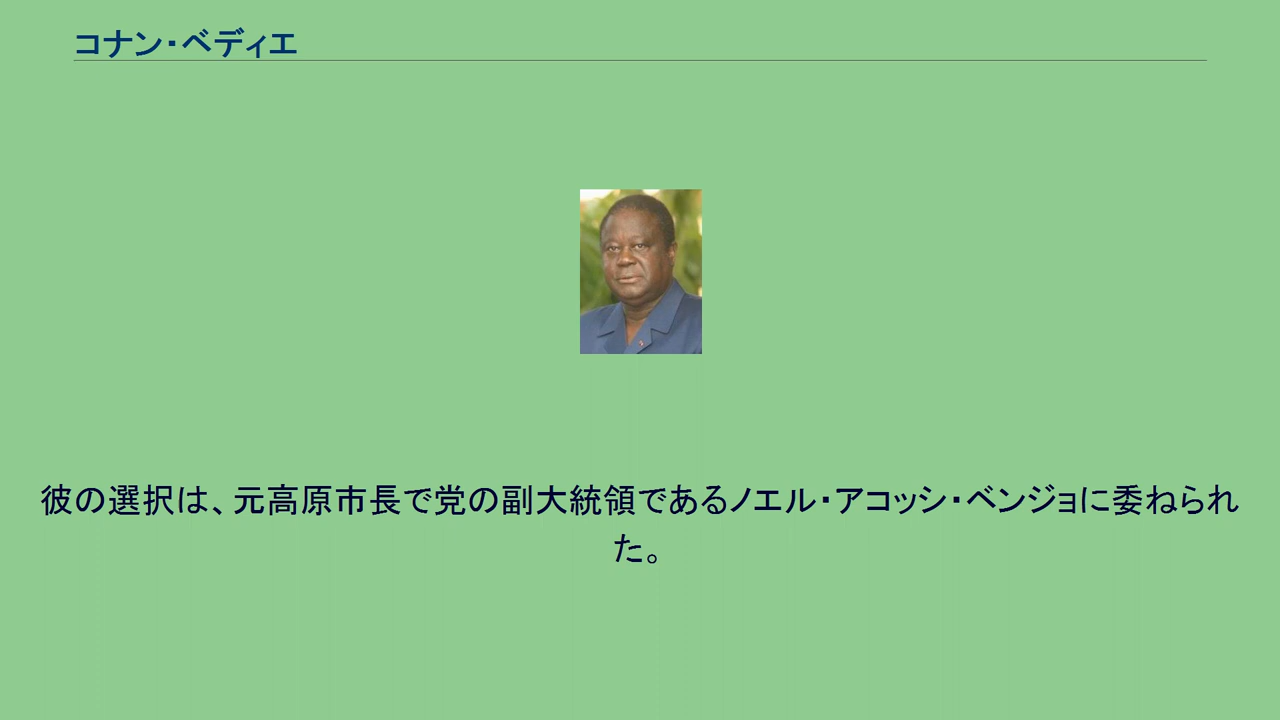 コナン・ベディエ
彼の選択は、元高原市長で党の副大統領であるノエル・アコッシ・ベンジョに委ねられ
た。